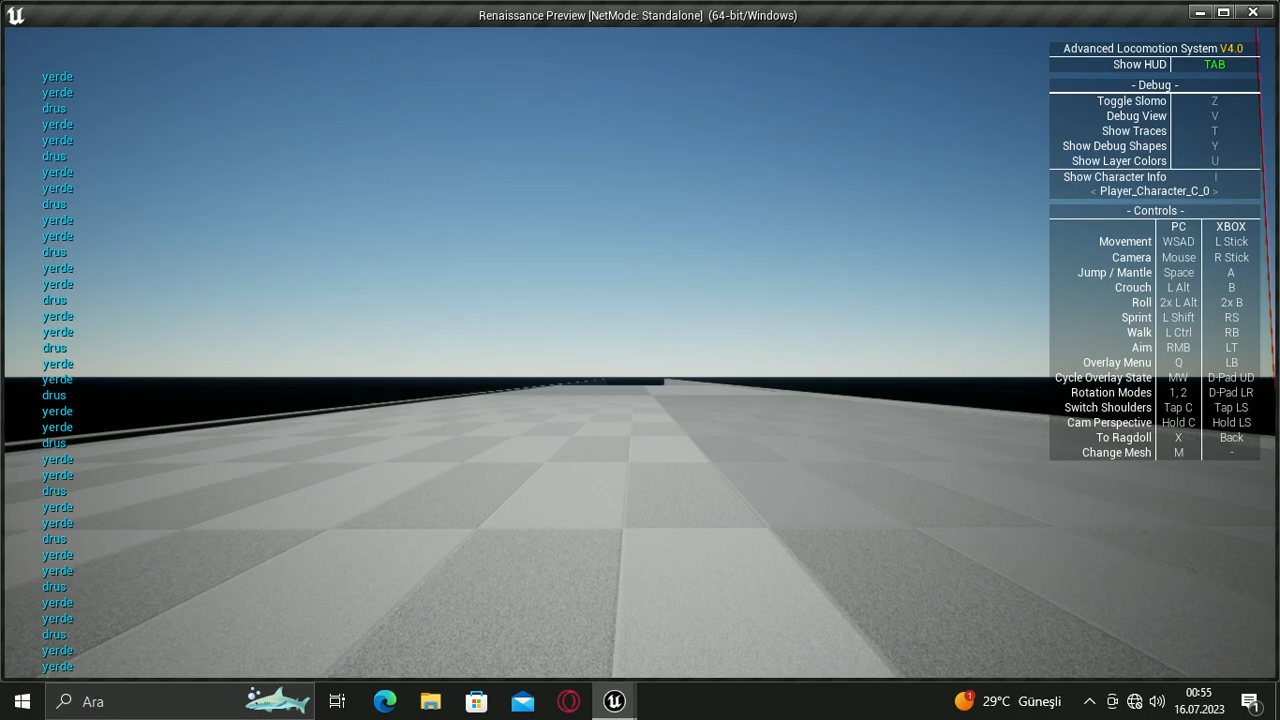 Renaissance Preview [NetMode: Standalone] (64-bit/Windows)
yerde
yerde
drus
yerde
yerde
drus
yerde
yerde
drus
yerde
yerde
drus
yerde
yerde
drus
yerde
yerde
drus
yerde
yerde
drus
yerde
yerde
drus
yerde
yerde
drus
yerde
yerde
drus
yerde
yerde
drus
yerde
yerde
drus
yerde
yerde
Advanced Locomotion System V4.0
Show HUD TAB
- Debug -
Toggle Slomo Z
Debug View V
Show Traces T
Show Debug Shapes Y
Show Layer Colors U
Show Character Info I
< Player_Character_C_0 >
- Controls -
PC XBOX
Movement WSAD L Stick
Camera Mouse R Stick
Jump / Mantle Space A
Crouch L Alt B
Roll 2x L Alt 2x B
Sprint L Shift RS
Walk L Ctrl RB
Aim RMB LT
Overlay Menu Q LB
Cycle Overlay State MW D-Pad UD
Rotation Modes 1, 2 D-Pad LR
Switch Shoulders Tap C Tap LS
Cam Perspective Hold C Hold LS
To Ragdoll X Back
Change Mesh M -
Ara
1
29°C Güneşli
00:55
16.07.2023
1